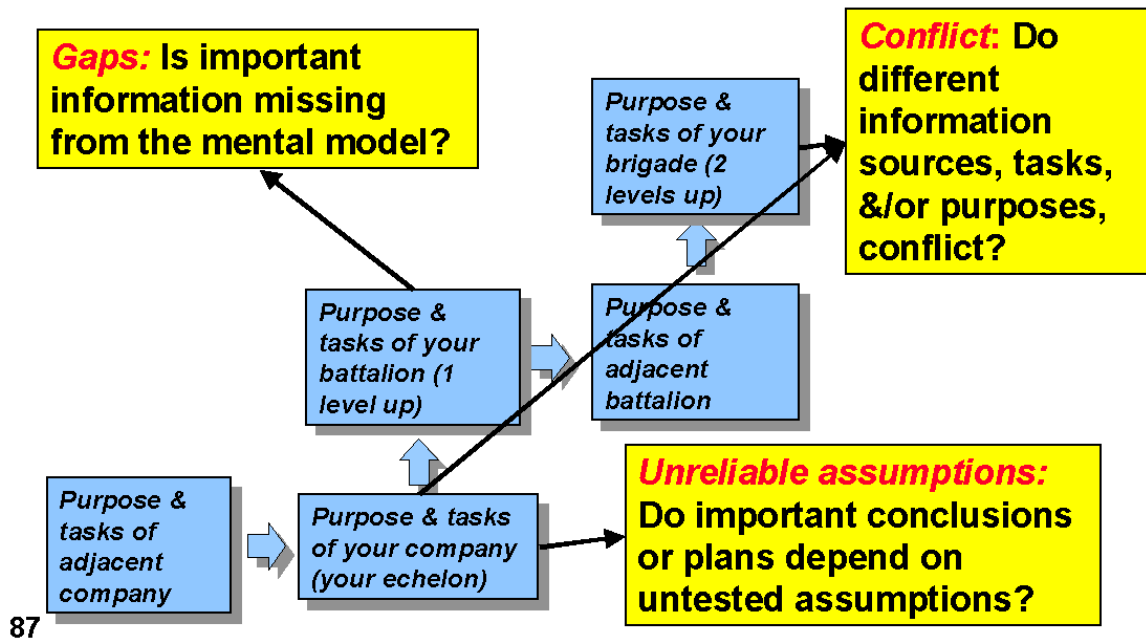 Gaps: Is important
information missing
from the mental model?
Conflict: Do
different
information
sources, tasks,
&/or purposes,
conflict?
Purpose &
tasks of your
brigade (2
levels up)
Purpose &
tasks of your
battalion (1
level up)
Purpose &
tasks of
adjacent
battalion
Purpose &
tasks of
adjacent
company
Purpose & tasks
of your company
(your echelon)
Unreliable assumptions:
Do important conclusions
or plans depend on
untested assumptions?
87